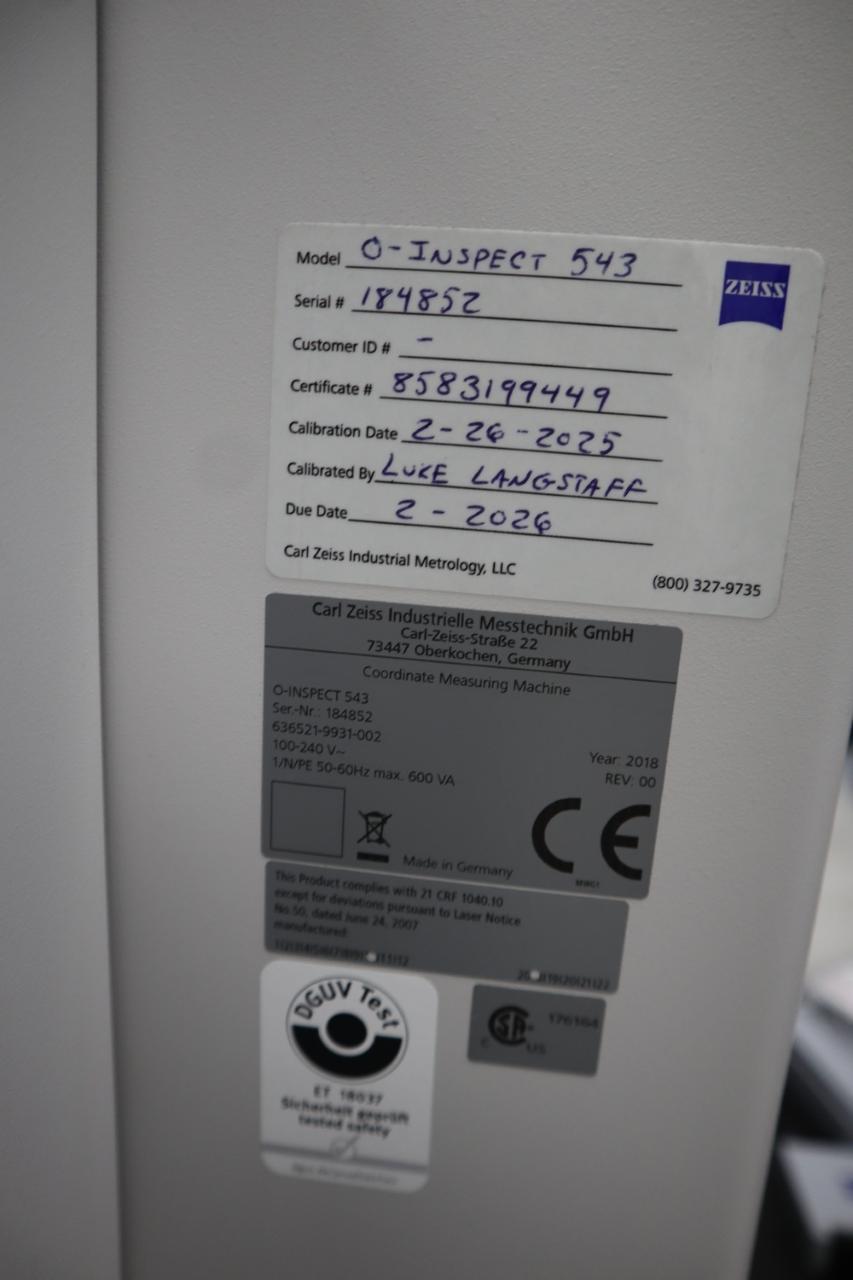 Model O-INSPECT 543
ZEISS
Serial # 184852
Customer ID # -
Certificate # 8583199449
Calibration Date 2-26-2025
Calibrated By LUKE LANGSTAFF
Due Date 2-2026
Carl Zeiss Industrial Metrology, LLC
(800) 327-9735
Carl Zeiss Industrielle Messtechnik GmbH
Carl-Zeiss-Straße 22
73447 Oberkochen, Germany
Coordinate Measuring Machine
O-INSPECT 543
Ser.-Nr.: 184852
636521-9931-002
100-240 V~
1/N/PE 50-60Hz max. 600 VA
Year: 2018
REV: 00
Made in Germany
CE
This Product complies with 21 CRF 1040.10
except for deviations pursuant to Laser Notice
No.50, dated June 24, 2007
manufactured:
DGUV Test
ET 18037
Sicherheit geprüft
tested safety
176164
C US